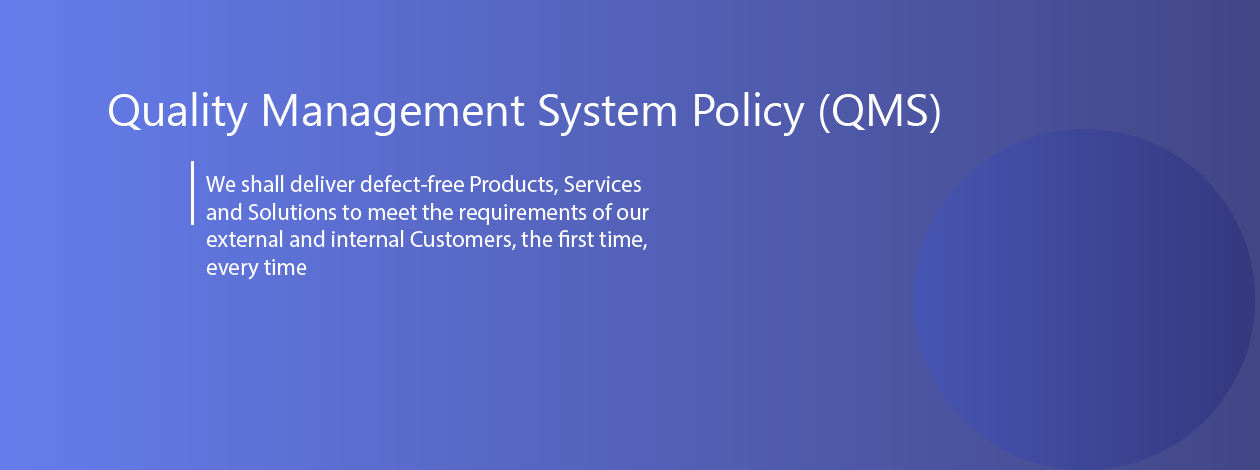 Quality Management System Policy (QMS)
We shall deliver defect-free Products, Services
and Solutions to meet the requirements of our
external and internal Customers, the first time,
every time